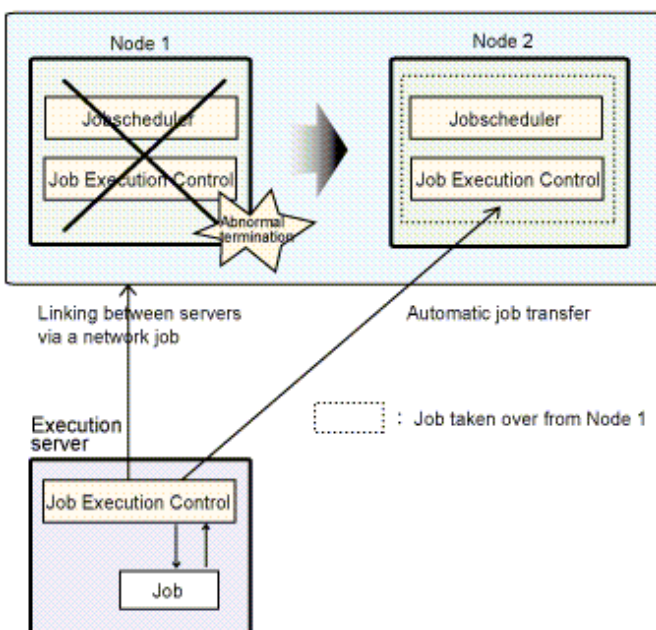 Node 1
Node 2
Jobscheduler
Job Execution Control
Abnormal
termination
Jobscheduler
Job Execution Control
Linking between servers
via a network job
Automatic job transfer
: Job taken over from Node 1
Execution
server
Job Execution Control
Job